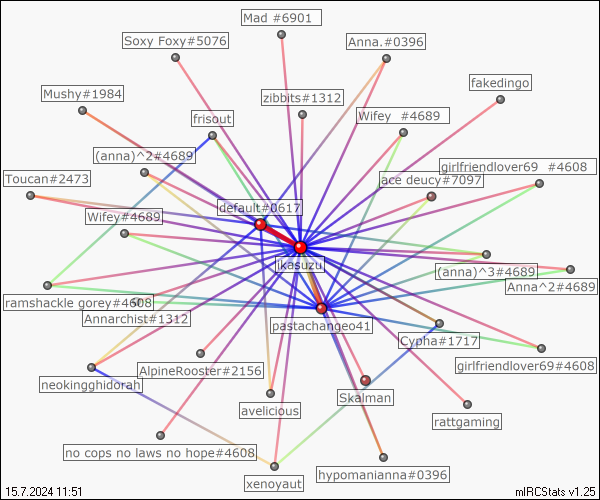 Mad #6901
Soxy Foxy#5076
Anna.#0396
fakedingo
Mushy#1984
zibbits#1312
frisout
Wifey  #4689
(anna)^2#4689
girlfriendlover69  #4608
Toucan#2473
ace deucy#7097
default#0617
Wifey#4689
ikasuzu
(anna)^3#4689
Anna^2#4689
ramshackle gorey#4608
Annarchist#1312
pastachangeo41
Cypha#1717
girlfriendlover69#4608
neokingghidorah
AlpineRooster#2156
Skalman
avelicious
rattgaming
no cops no laws no hope#4608
hypomanianna#0396
xenoyaut
15.7.2024 11:51
mIRCStats v1.25